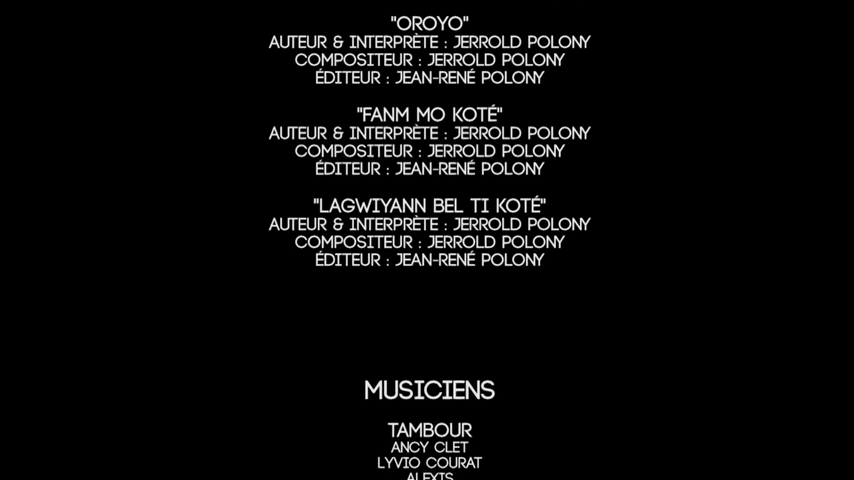 "OROYO"
AUTEUR & INTERPRÈTE : JERROLD POLONY
COMPOSITEUR : JERROLD POLONY
ÉDITEUR : JEAN-RENÉ POLONY
"FANM MO KOTÉ"
AUTEUR & INTERPRÈTE : JERROLD POLONY
COMPOSITEUR : JERROLD POLONY
ÉDITEUR : JEAN-RENÉ POLONY
"LAGWIYANN BEL TI KOTÉ"
AUTEUR & INTERPRÈTE : JERROLD POLONY
COMPOSITEUR : JERROLD POLONY
ÉDITEUR : JEAN-RENÉ POLONY
MUSICIENS
TAMBOUR
ANCY CLET
LYVIO COURAT
ALEXIS